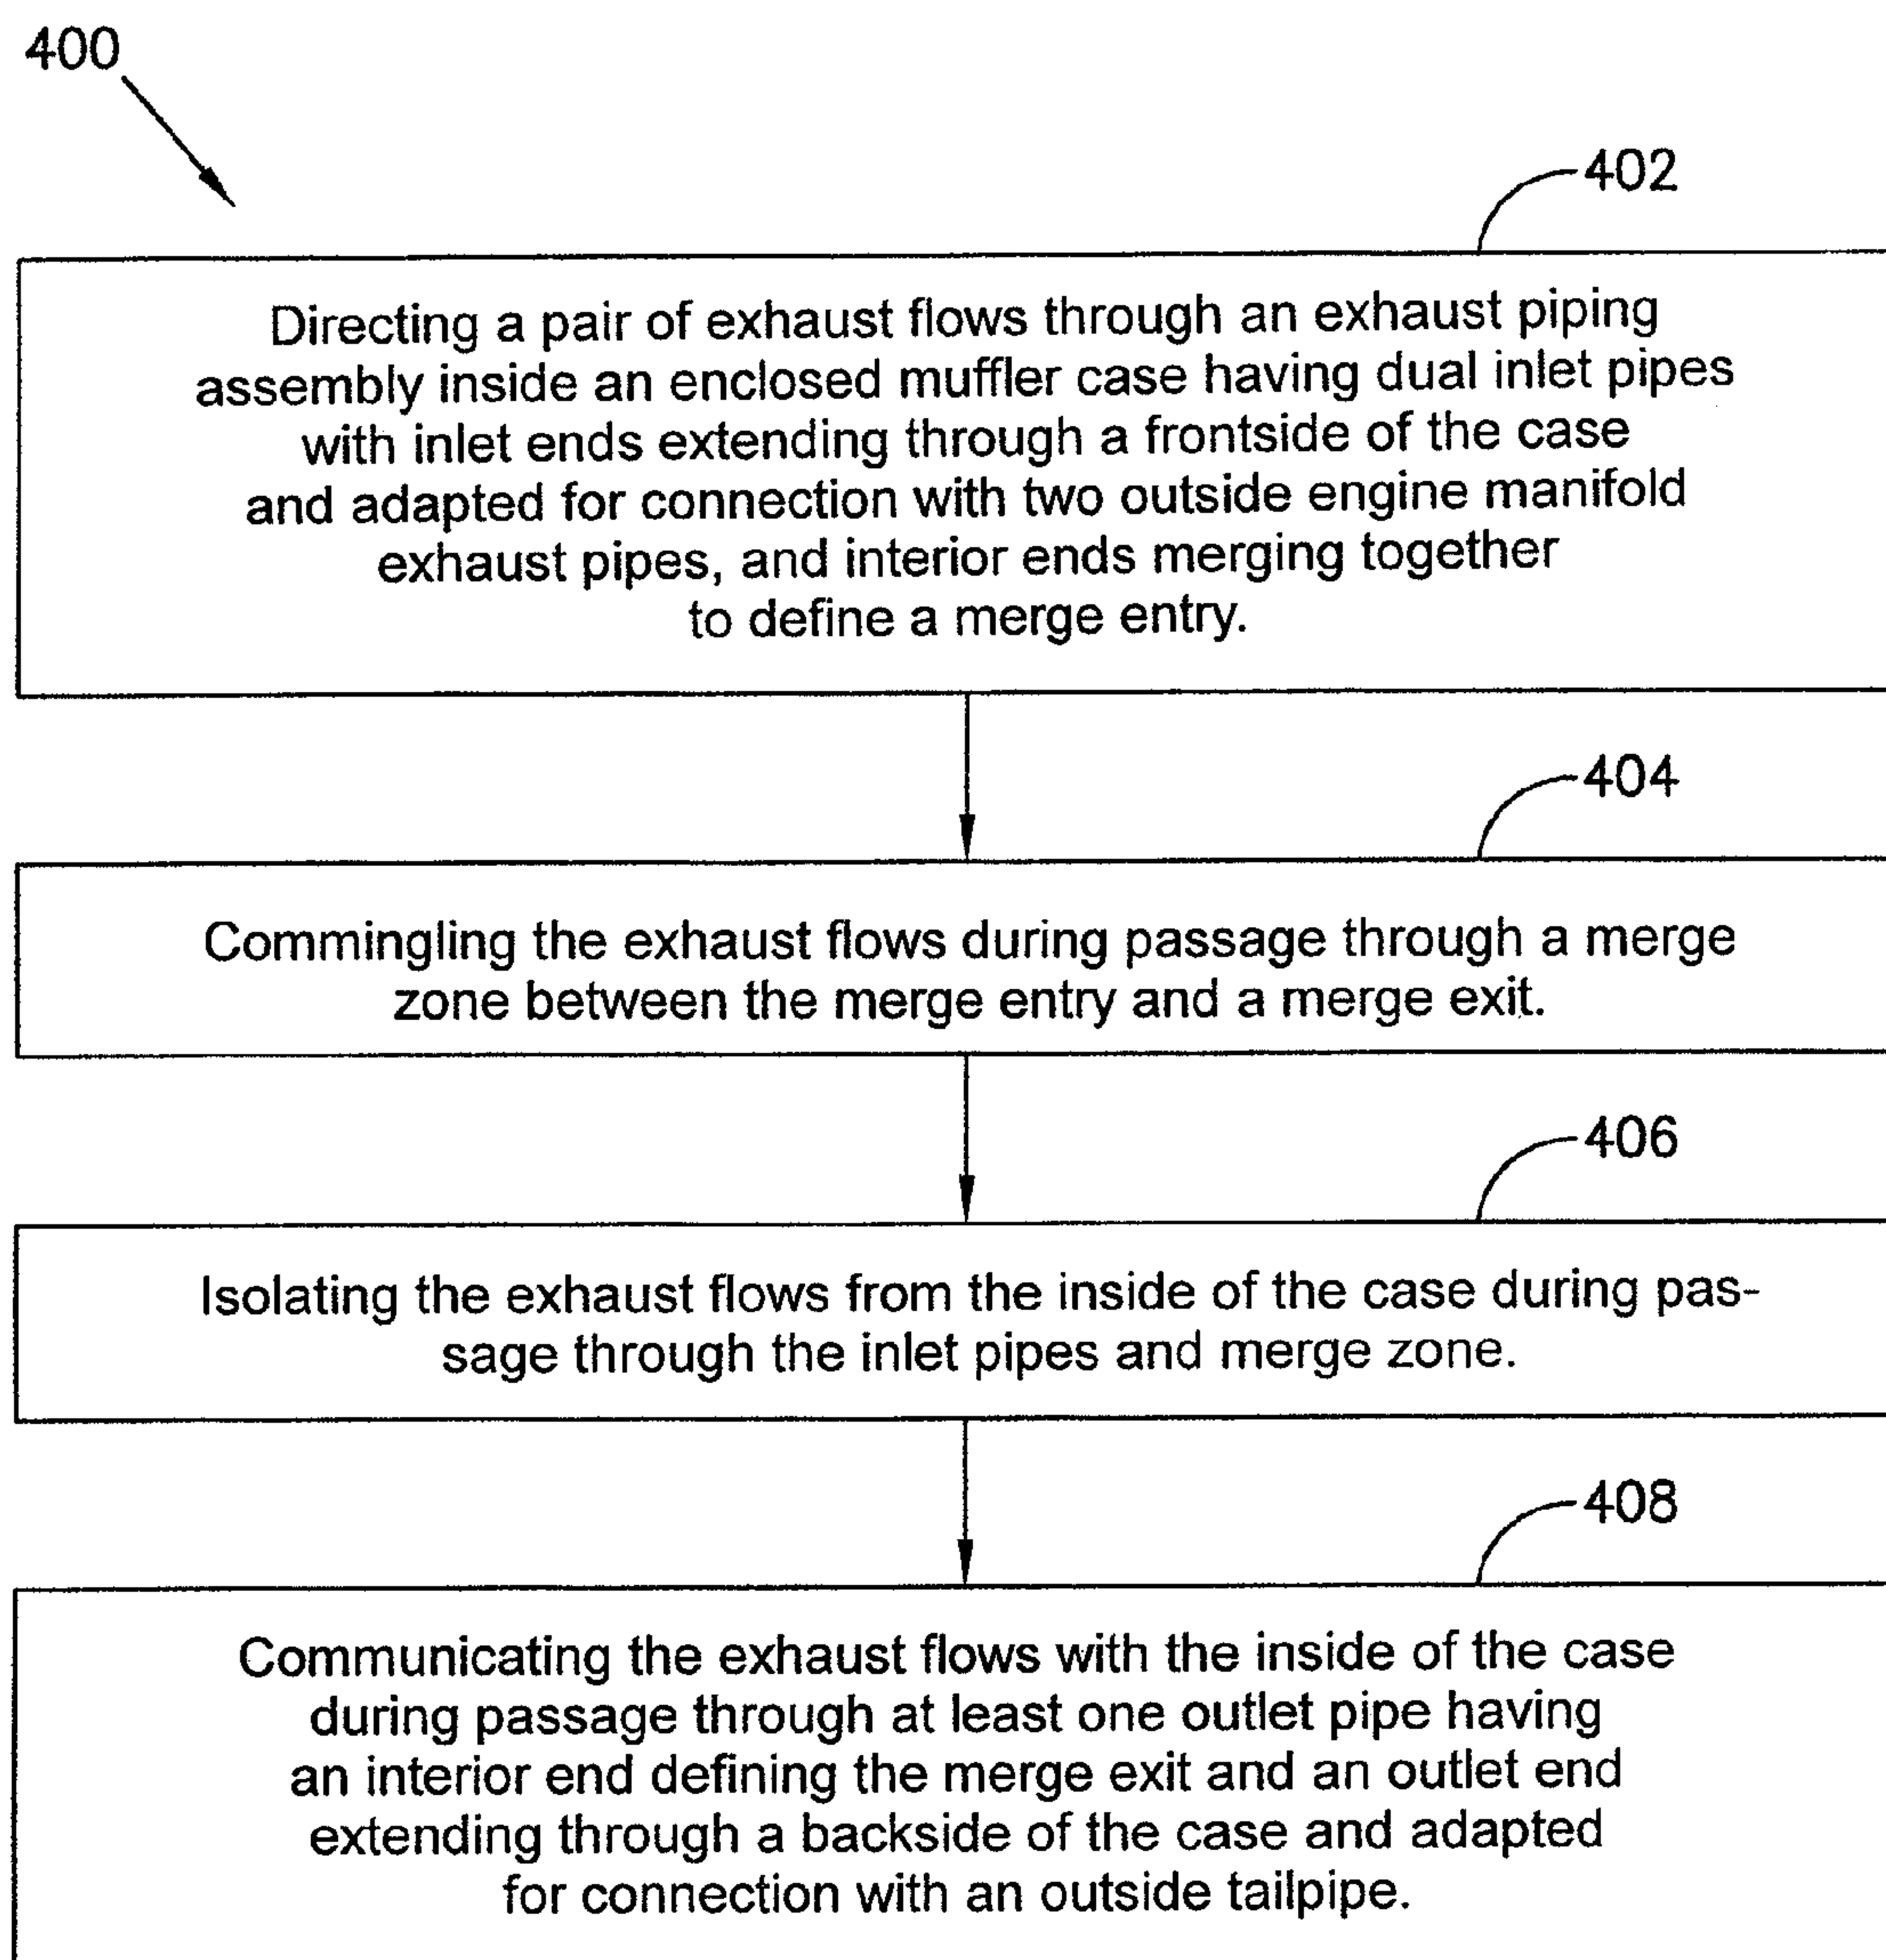 400
402
Directing a pair of exhaust flows through an exhaust piping
assembly inside an enclosed muffler case having dual inlet pipes
with inlet ends extending through a frontside of the case
and adapted for connection with two outside engine manifold
exhaust pipes, and interior ends merging together
to define a merge entry.
404
Commingling the exhaust flows during passage through a merge
zone between the merge entry and a merge exit.
406
Isolating the exhaust flows from the inside of the case during pas-
sage through the inlet pipes and merge zone.
408
Communicating the exhaust flows with the inside of the case
during passage through at least one outlet pipe having
an interior end defining the merge exit and an outlet end
extending through a backside of the case and adapted
for connection with an outside tailpipe.